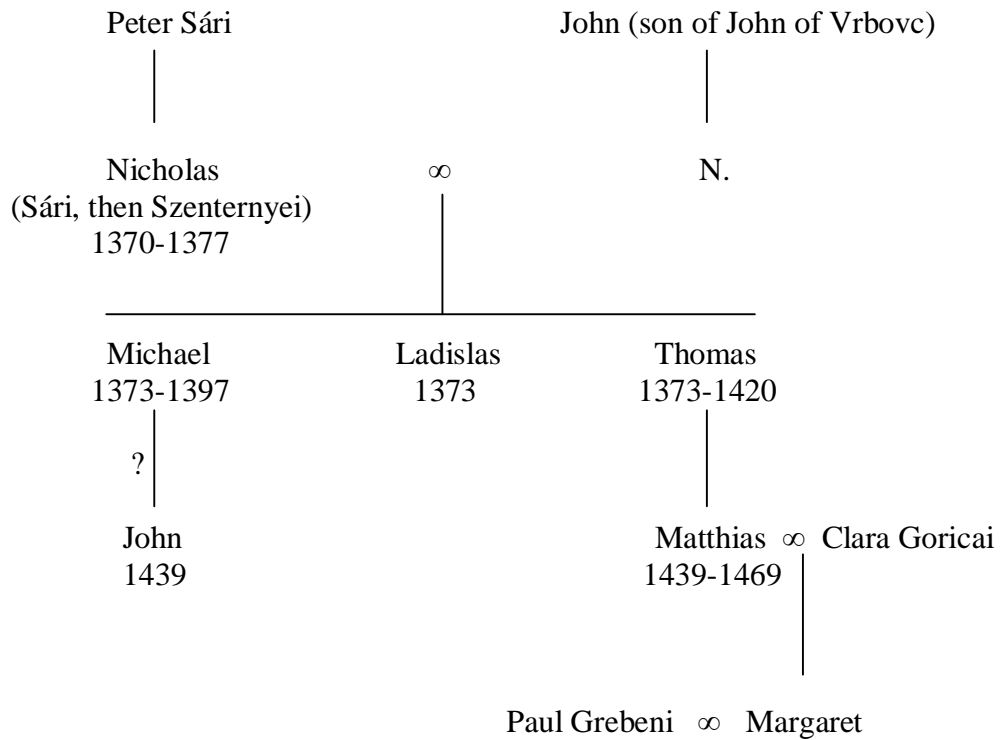 Peter Sári John (son of John of Vrbovc)
Nicholas ∞ N.
(Sári, then Szenternyei)
1370-1377
Michael Ladislas Thomas
1373-1397 1373 1373-1420
?
John Matthias ∞ Clara Goricai
1439 1439-1469
Paul Grebeni ∞ Margaret